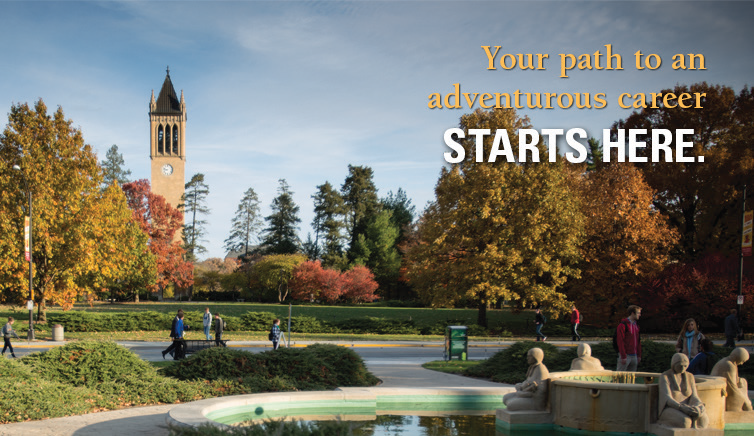 Your path to an
adventurous career
STARTS HERE.